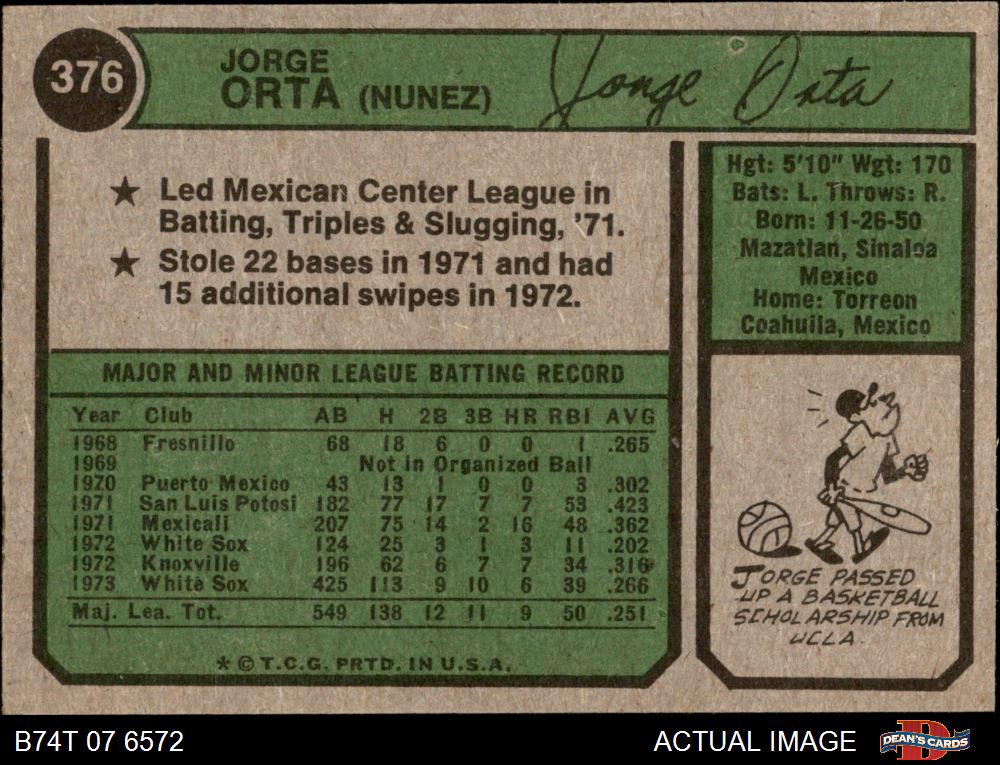 376
JORGE
ORTA (NUNEZ)
Jorge Orta
★ Led Mexican Center League in
Batting, Triples & Slugging, '71.
★ Stole 22 bases in 1971 and had
15 additional swipes in 1972.
Hgt: 5'10" Wgt: 170
Bats: L. Throws: R.
Born: 11-26-50
Mazatlan, Sinaloa
Mexico
Home: Torreon
Coahuila, Mexico
MAJOR AND MINOR LEAGUE BATTING RECORD
Year Club AB H 2B 3B HR RBI AVG
1968 Fresnillo 68 18 6 0 0 1 .265
1969 Not in Organized Ball
1970 Puerto Mexico 43 13 1 0 0 3 .302
1971 San Luis Potosi 182 77 17 7 7 53 .423
1971 Mexicali 207 75 14 2 16 48 .362
1972 White Sox 124 25 3 1 3 11 .202
1972 Knoxville 196 62 6 7 7 34 .316
1973 White Sox 425 113 9 10 6 39 .266
Maj. Lea. Tot. 549 138 12 11 9 50 .251
* © T.C.G. PRTD. IN U.S.A.
JORGE PASSED
UP A BASKETBALL
SCHOLARSHIP FROM
UCLA.
B74T 07 6572
ACTUAL IMAGE
DEAN'S CARDS